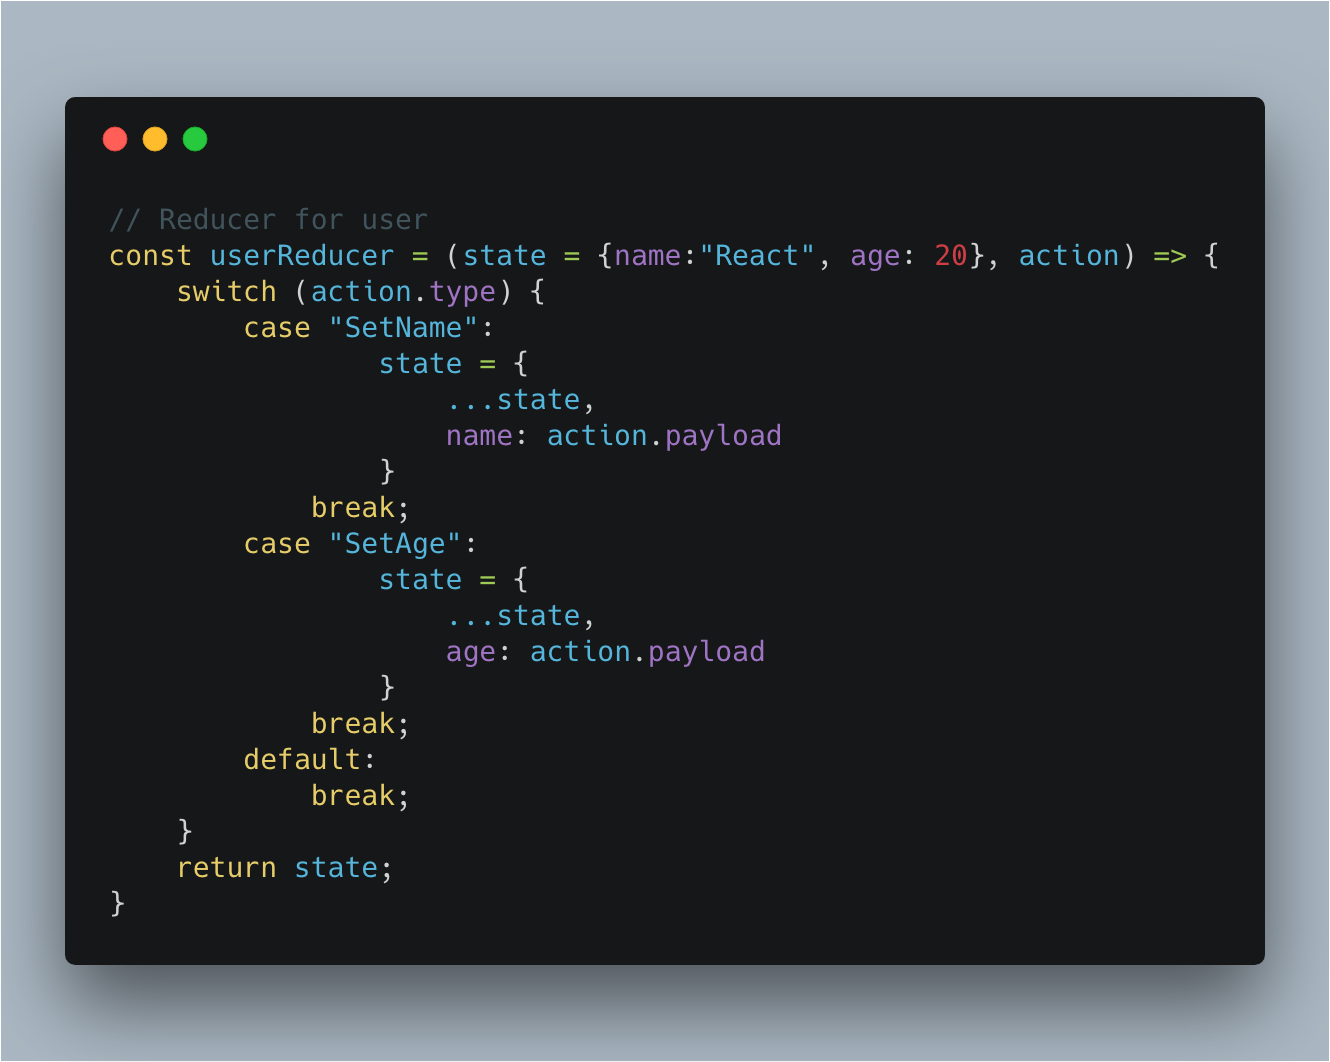 // Reducer for user
const userReducer = (state = {name:"React", age: 20}, action) => {
    switch (action.type) {
        case "SetName":
                state = {
                    ...state,
                    name: action.payload
                }
            break;
        case "SetAge":
                state = {
                    ...state,
                    age: action.payload
                }
            break;
        default:
            break;
    }
    return state;
}